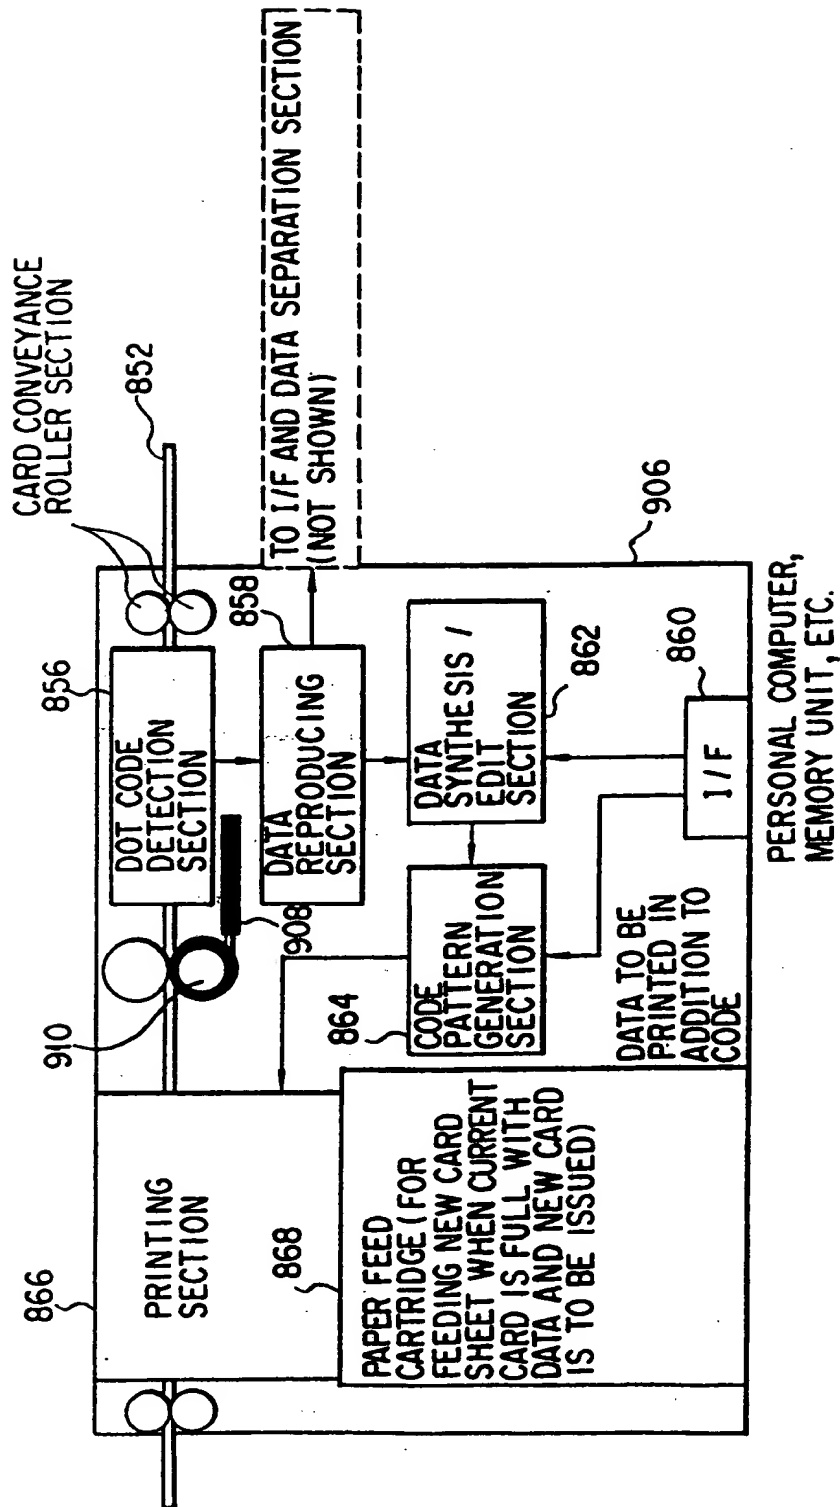 CARD CONVEYANCE
ROLLER SECTION
852
TO I/F AND DATA SEPARATION SECTION
(NOT SHOWN)
856
DOT CODE
DETECTION
SECTION
858
DATA
REPRODUCING
SECTION
DATA
SYNTHESIS /
EDIT
SECTION
862
906
860
I/F
PERSONAL COMPUTER,
MEMORY UNIT, ETC.
910
908
864
CODE
PATTERN
GENERATION
SECTION
DATA TO BE
PRINTED IN
ADDITION TO
CODE
866
PRINTING
SECTION
868
PAPER FEED
CARTRIDGE (FOR
FEEDING NEW CARD
SHEET WHEN CURRENT
CARD IS FULL WITH
DATA AND NEW CARD
IS TO BE ISSUED)